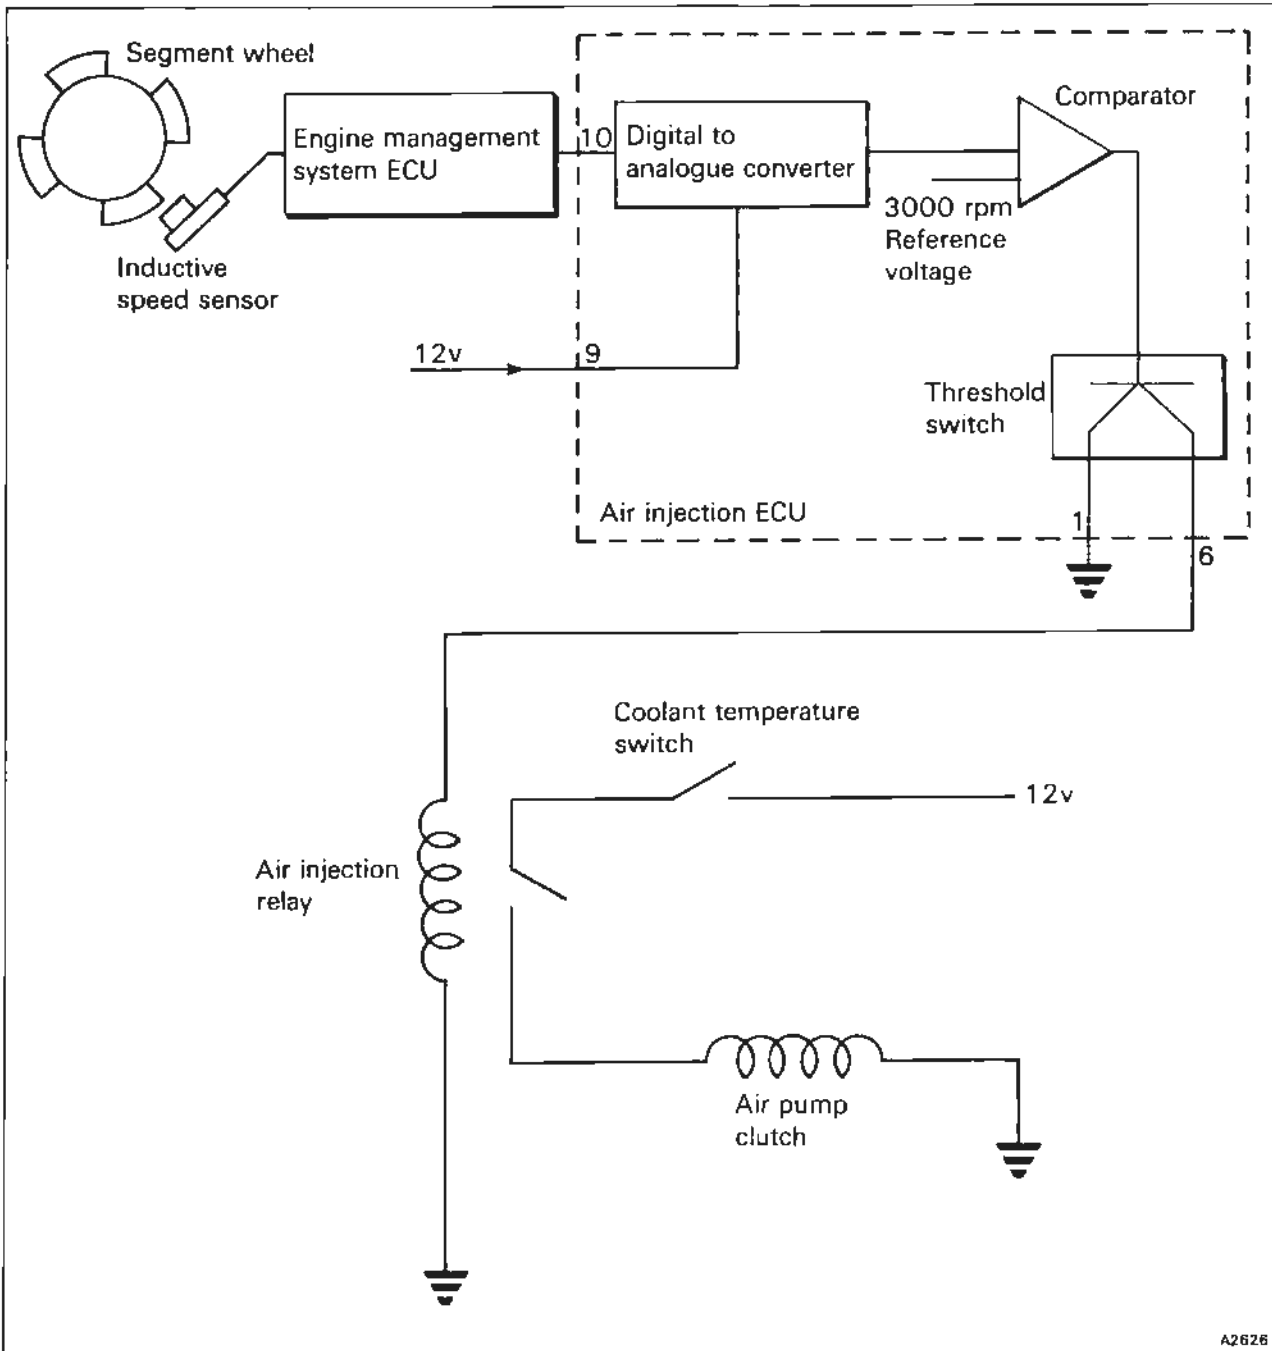 Segment wheel
Engine management
system ECU
Inductive
speed sensor
10
Digital to
analogue converter
Comparator
3000 rpm
Reference
voltage
12v
9
Threshold
switch
Air injection ECU
1
6
Coolant temperature
switch
12v
Air injection
relay
Air pump
clutch
A2626